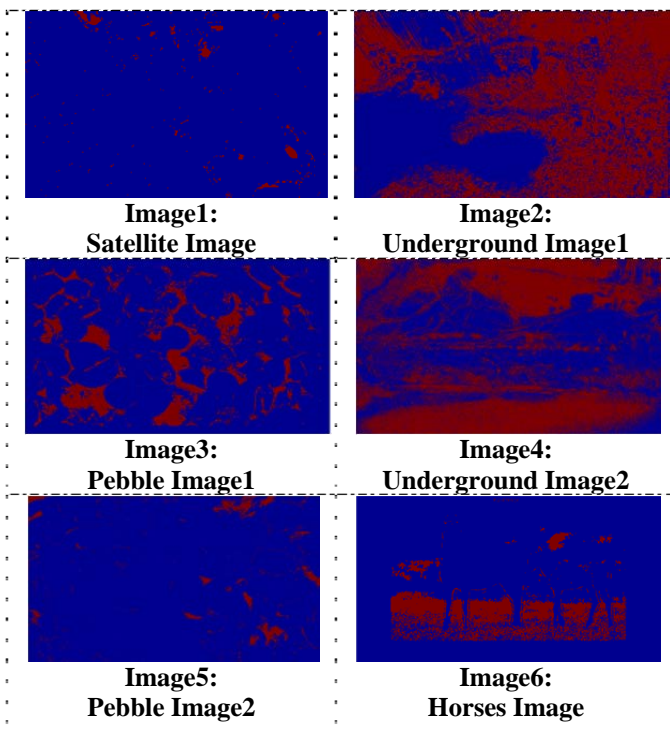 Image1:
Satellite Image
Image2:
Underground Image1
Image3:
Pebble Image1
Image4:
Underground Image2
Image5:
Pebble Image2
Image6:
Horses Image